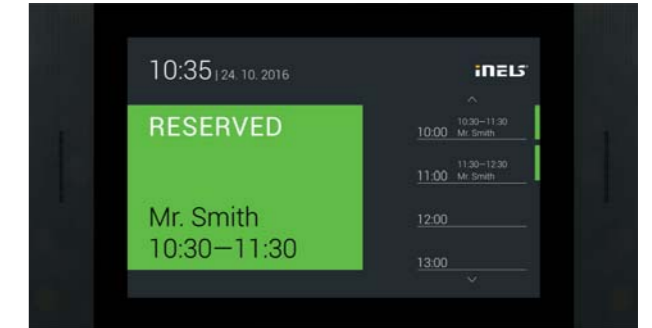 10:35 | 24. 10. 2016
iNELS
RESERVED
Mr. Smith
10:30—11:30
10:30—11:30
10:00 Mr. Smith
11:30—12:30
11:00 Mr. Smith
12:00
13:00